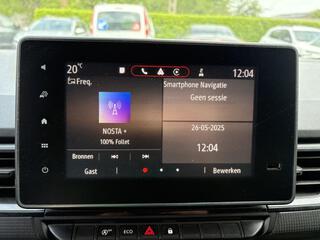 20°C
12:04
Freq.
Smartphone Navigatie
Geen sessie
NOSTA +
100% Follet
26-05-2025
12:04
Bronnen
Gast
Bewerken
ECO